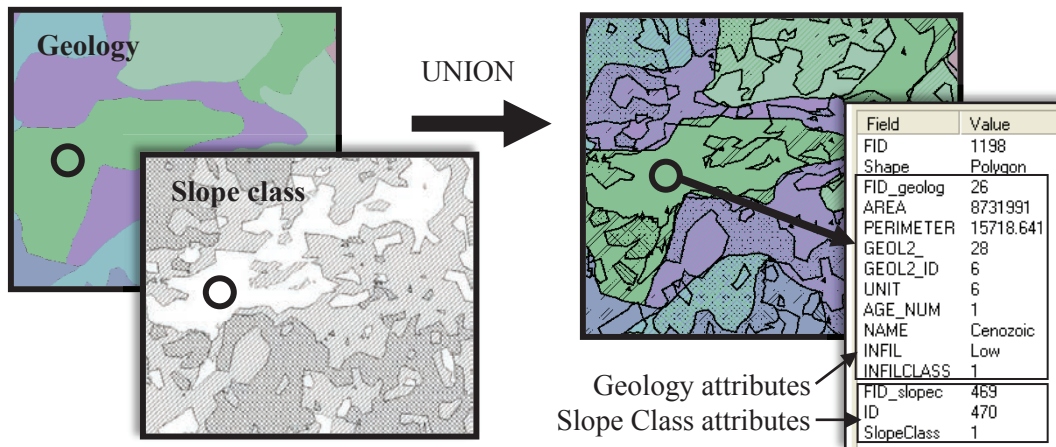 Geology
UNION
Slope class
Field Value
FID 1198
Shape Polygon
FID_geolog 26
AREA 8731991
PERIMETER 15718.641
GEOL2_ 28
GEOL2_ID 6
UNIT 6
AGE_NUM 1
NAME Cenozoic
INFIL Low
INFILCLASS 1
FID_slopec 469
ID 470
SlopeClass 1
Geology attributes
Slope Class attributes